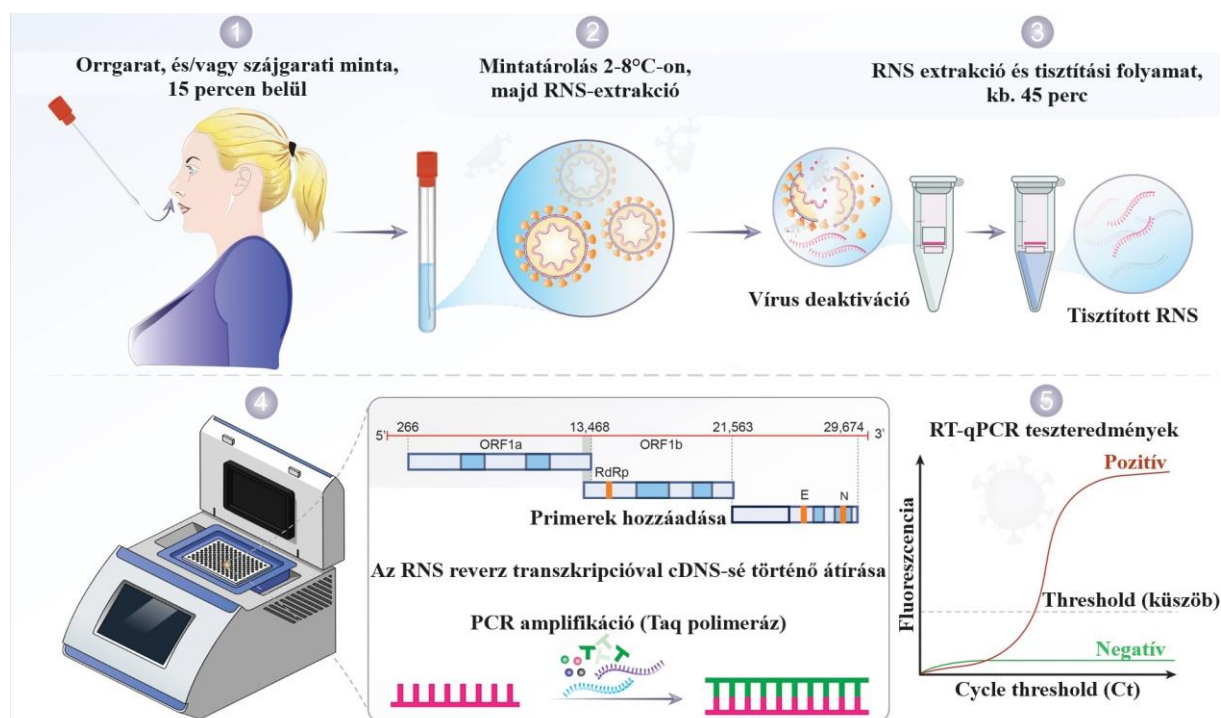 1
Orrgarat, és/vagy szájgarati minta,
15 percen belül
2
Mintatárolás 2-8°C-on,
majd RNS-extrakció
3
RNS extrakció és tisztítási folyamat,
kb. 45 perc
Vírus deaktiváció
Tisztított RNS
4
266
13,468
21,563
29,674
5'
3'
ORF1a
ORF1b
RdRp
E
N
Primerek hozzáadása
Az RNS reverz transzkripcióval cDNS-sé történő átírása
PCR amplifikáció (Taq polimeráz)
5
RT-qPCR teszteredmények
Pozitív
Fluoreszcencia
Threshold (küszöb)
Negatív
Cycle threshold (Ct)